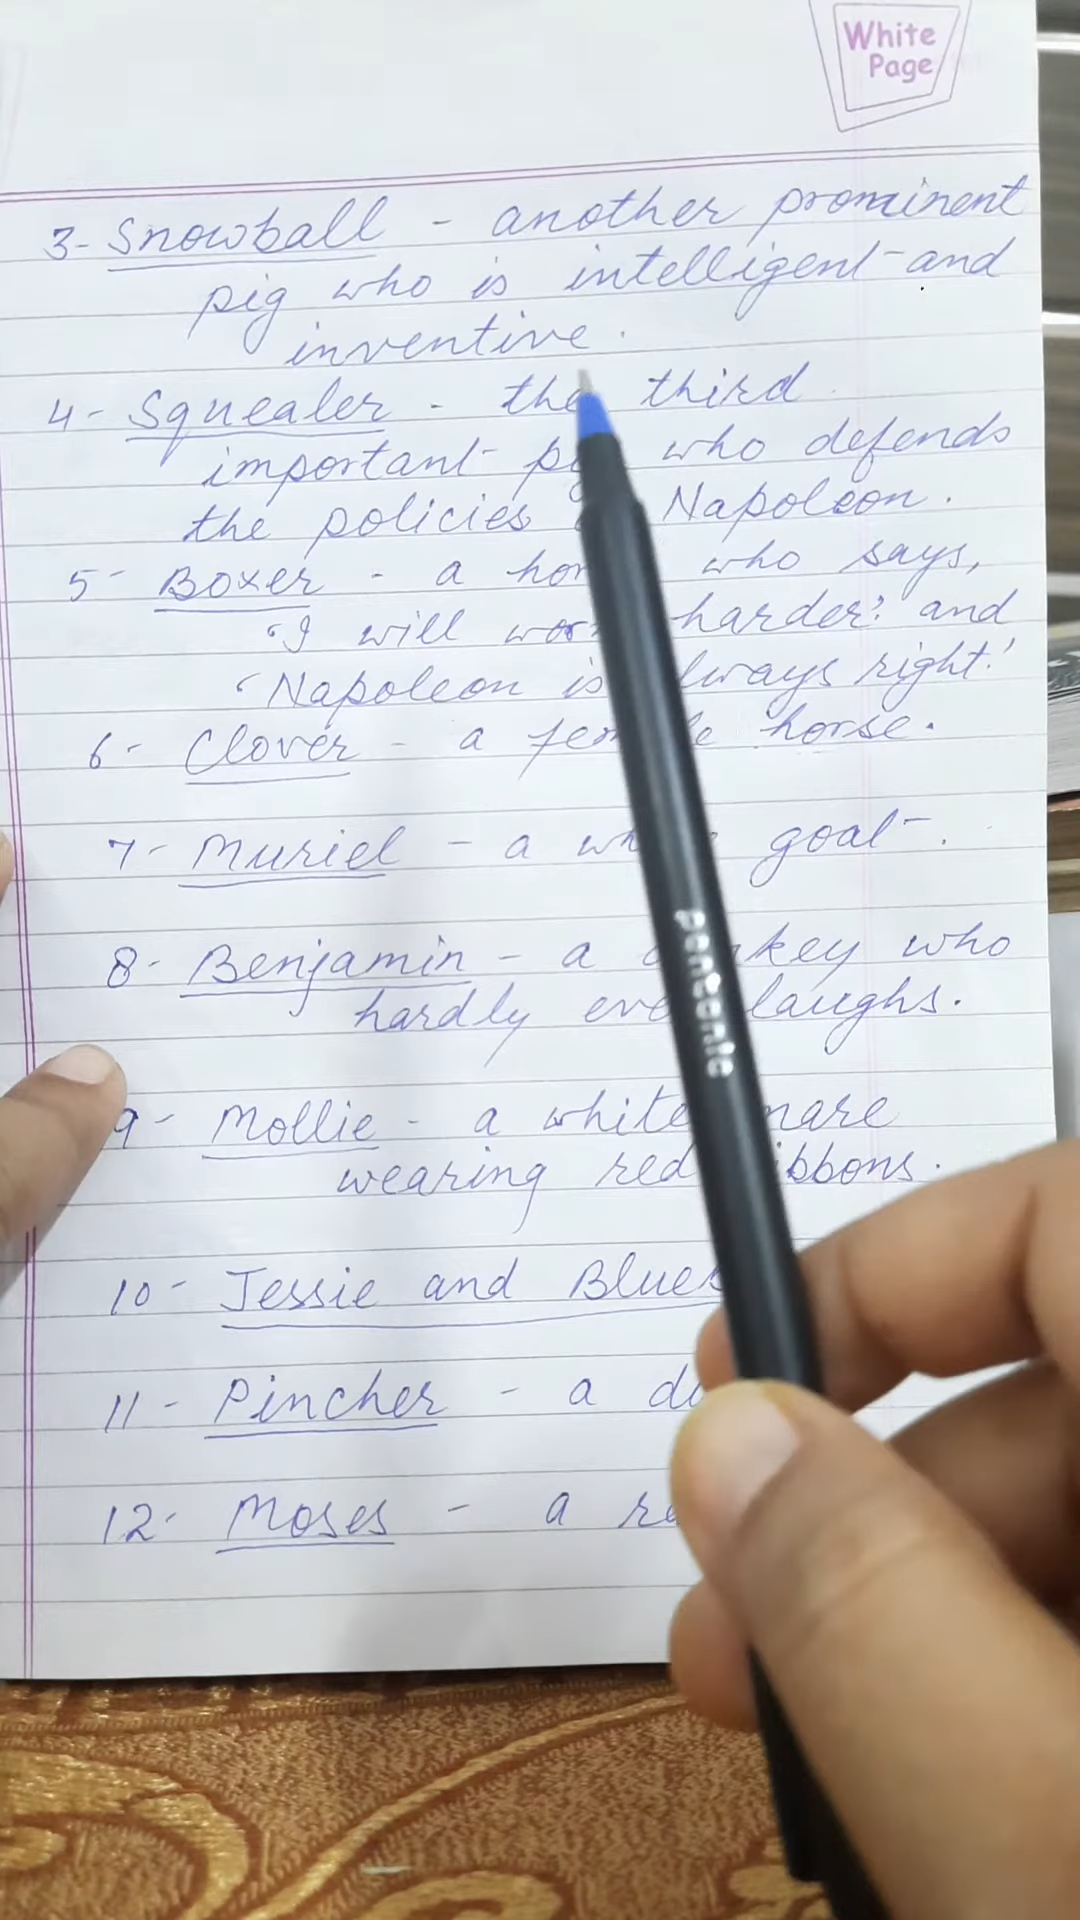 White
Page
3- Snowball - another prominent
pig who is intelligent and
inventive.
4- Squealer - the third
important who defends
the policies Napoleon.
5- Boxer - a who says,
'I will harder' and
'Napoleon is right.'
6- Clover - a horse.
7- Muriel - a goat.
8- Benjamin - a who
hardly laughs.
9- Mollie - a white mare
wearing red ribbons.
10- Jessie and
11- Pincher - a
12- Moses - a
pentonic